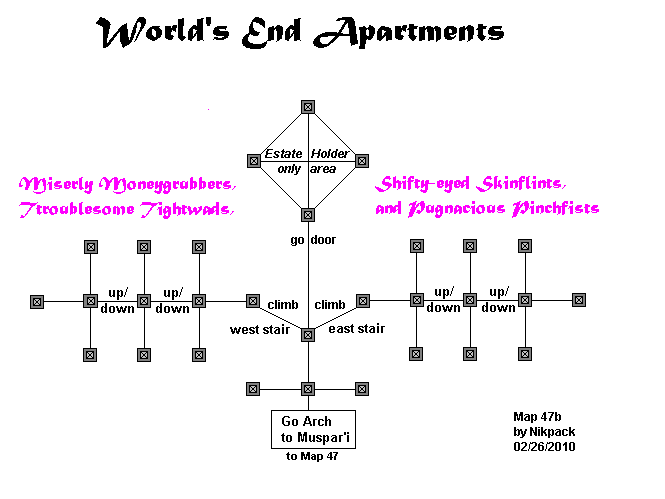 World's End Apartments
Estate Holder
only area
Miserly Moneygrubbers,
Ttroublesome Tightwads,
Shifty-eyed Skinflints,
and Pugnacious Pinchfists
go door
up/
down
up/
down
climb
west stair
climb
east stair
up/
down
up/
down
Go Arch
to Muspar'i
to Map 47
Map 47b
by Nikpack
02/26/2010